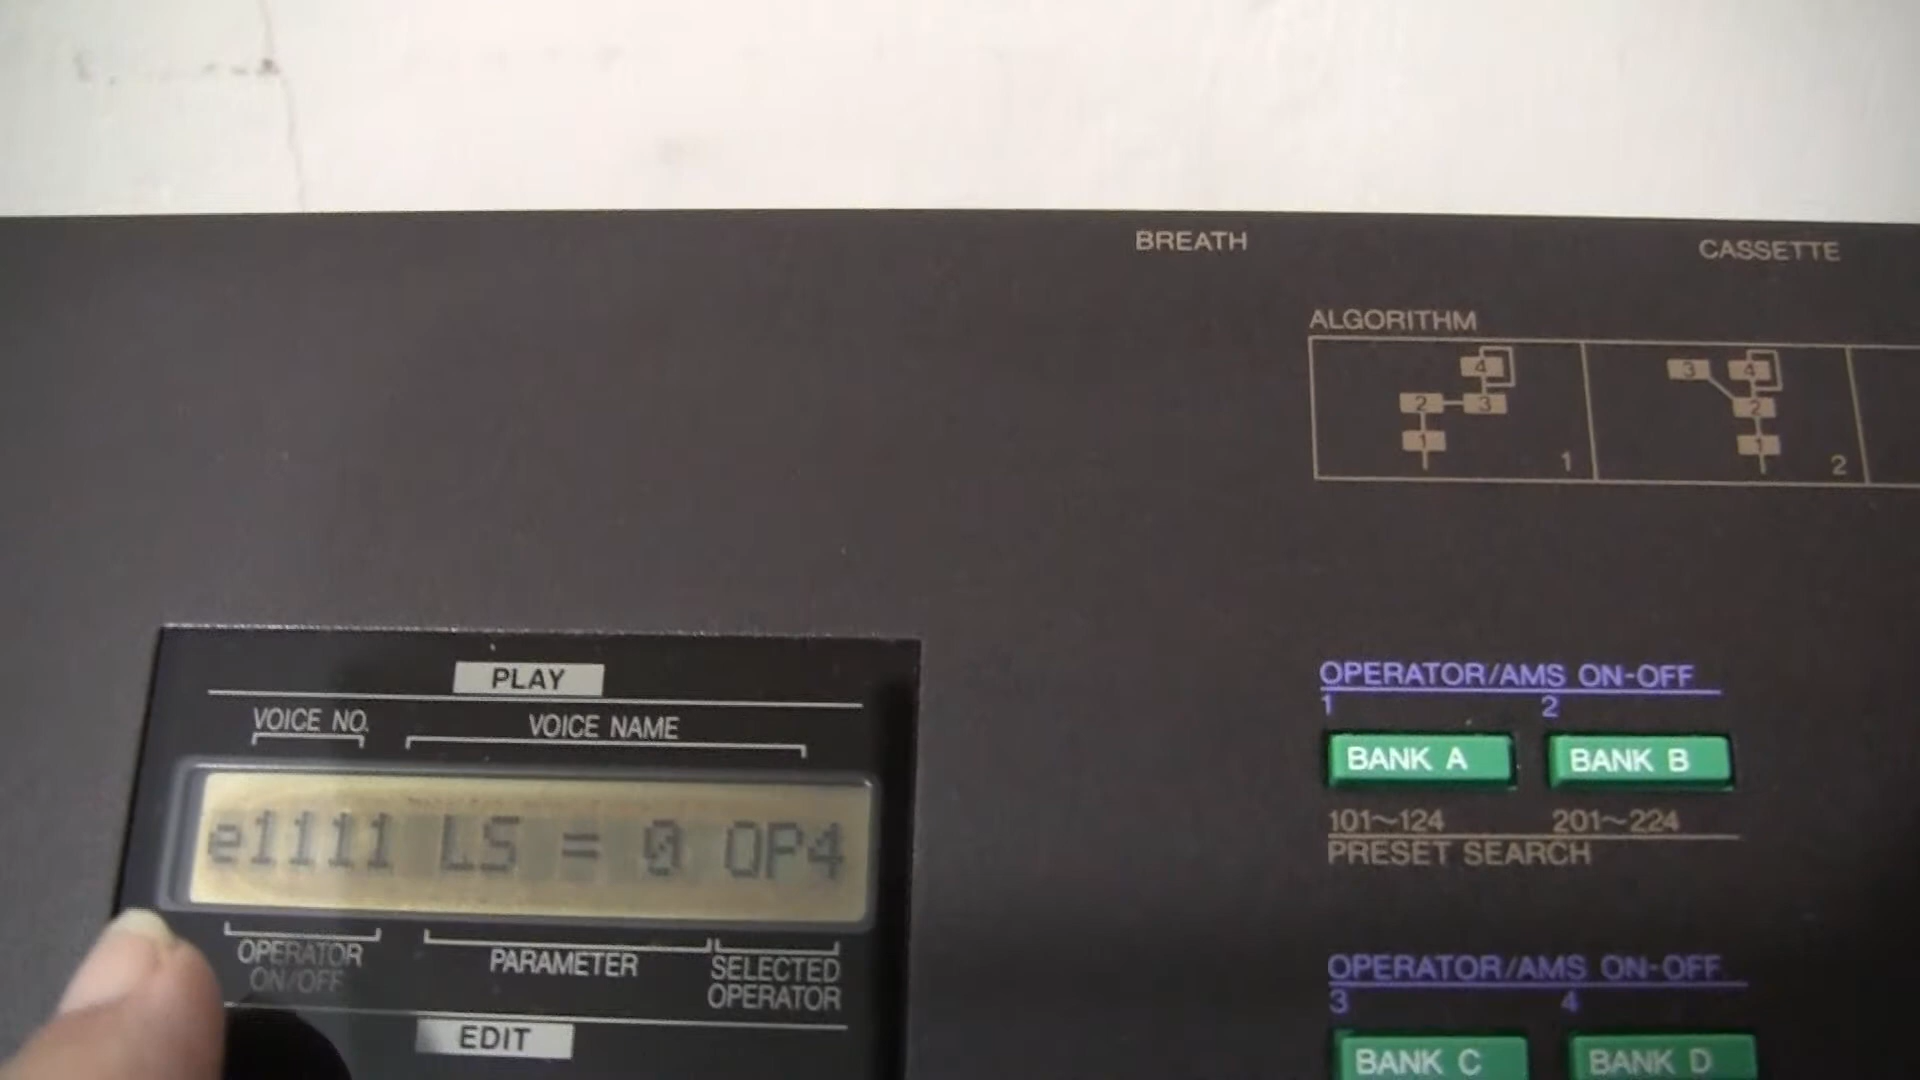 BREATH
CASSETTE
ALGORITHM
4
2 3
1
1
3 4
2
1
2
OPERATOR/AMS ON-OFF
1 2
BANK A
BANK B
101~124
201~224
PRESET SEARCH
OPERATOR/AMS ON-OFF
3 4
BANK C
BANK D
PLAY
VOICE NO.
VOICE NAME
e1111 LS = 0 OP4
OPERATOR
ON/OFF
PARAMETER
SELECTED
OPERATOR
EDIT